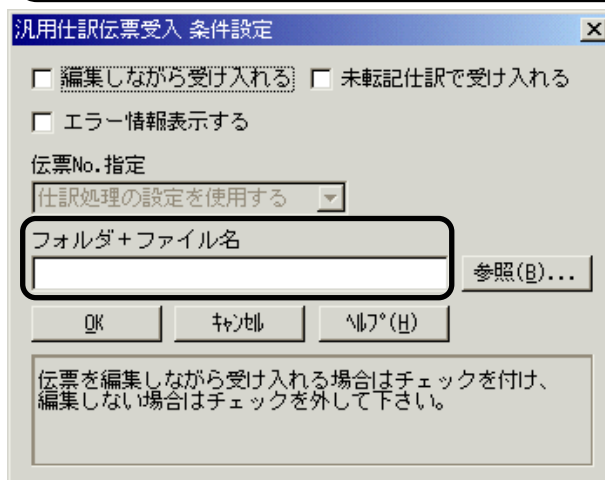 汎用仕訳伝票受入 条件設定
編集しながら受け入れる 未転記仕訳で受け入れる
エラー情報表示する
伝票No.指定
仕訳処理の設定を使用する
フォルダ+ファイル名
参照(B)...
OK ｷｬﾝｾﾙ ﾍﾙﾌﾟ(H)
伝票を編集しながら受け入れる場合はチェックを付け、
編集しない場合はチェックを外して下さい。